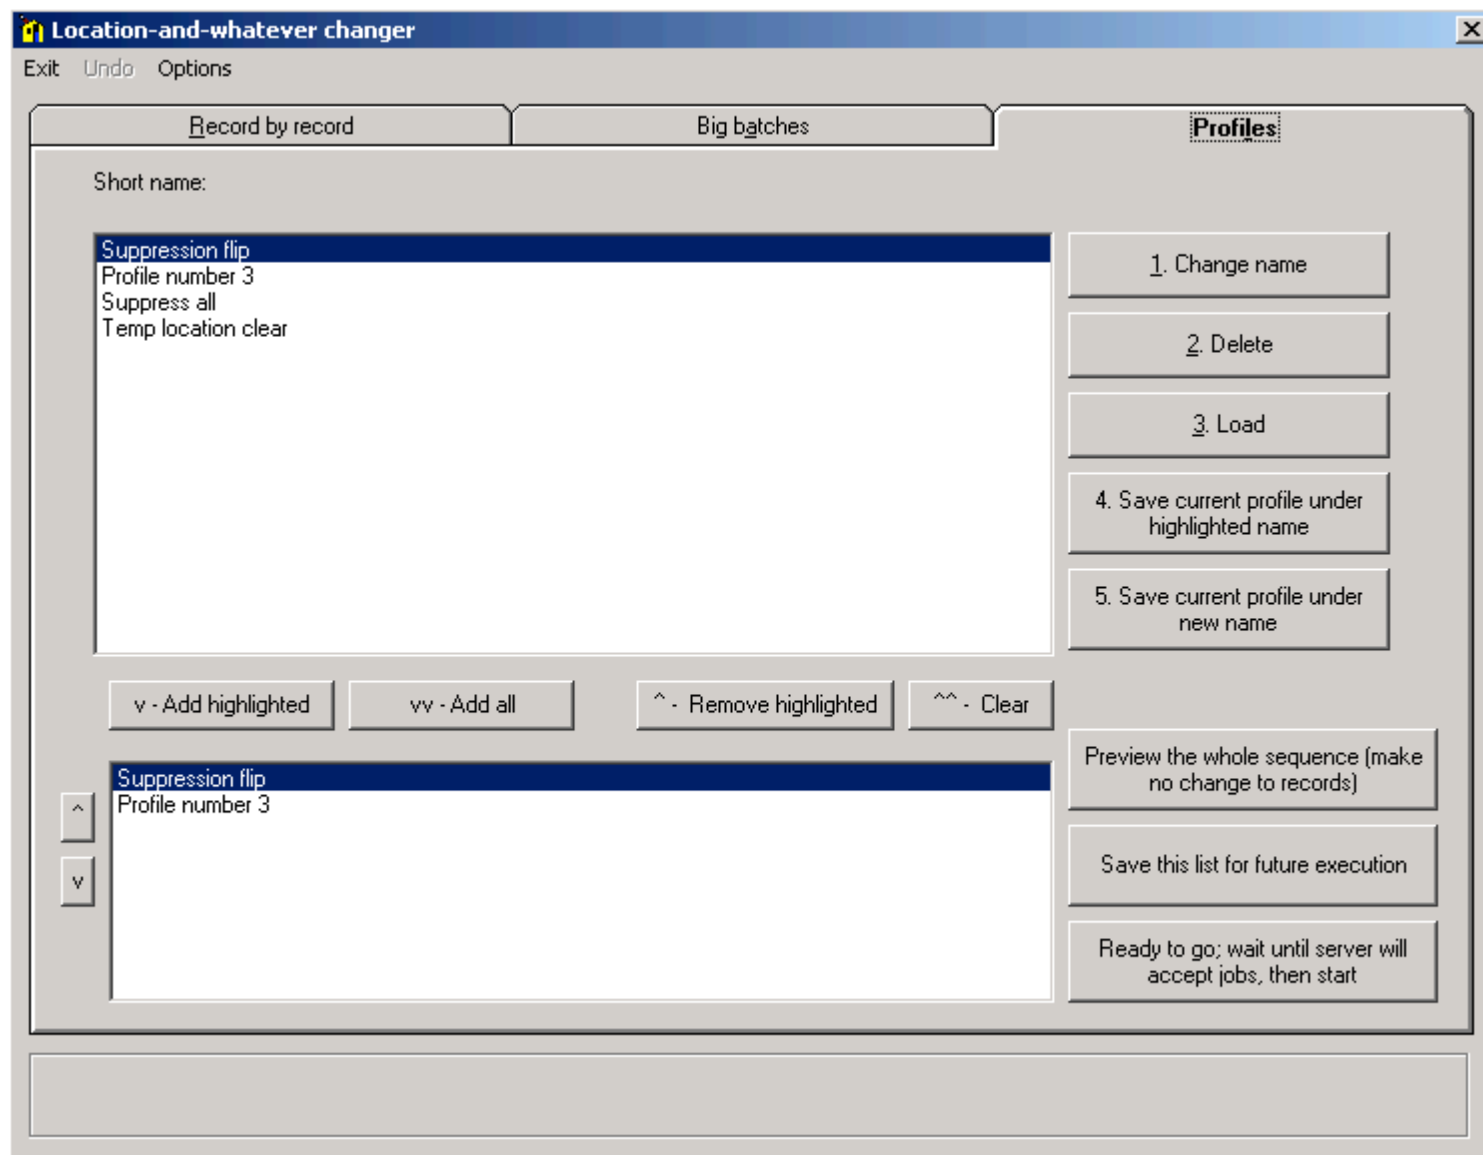 Location-and-whatever changer
Exit Undo Options
Record by record
Big batches
Profiles
Short name:
Suppression flip
Profile number 3
Suppress all
Temp location clear
1. Change name
2. Delete
3. Load
4. Save current profile under
highlighted name
5. Save current profile under
new name
v - Add highlighted
vv - Add all
^ - Remove highlighted
^^ - Clear
^
v
Suppression flip
Profile number 3
Preview the whole sequence (make
no change to records)
Save this list for future execution
Ready to go; wait until server will
accept jobs, then start